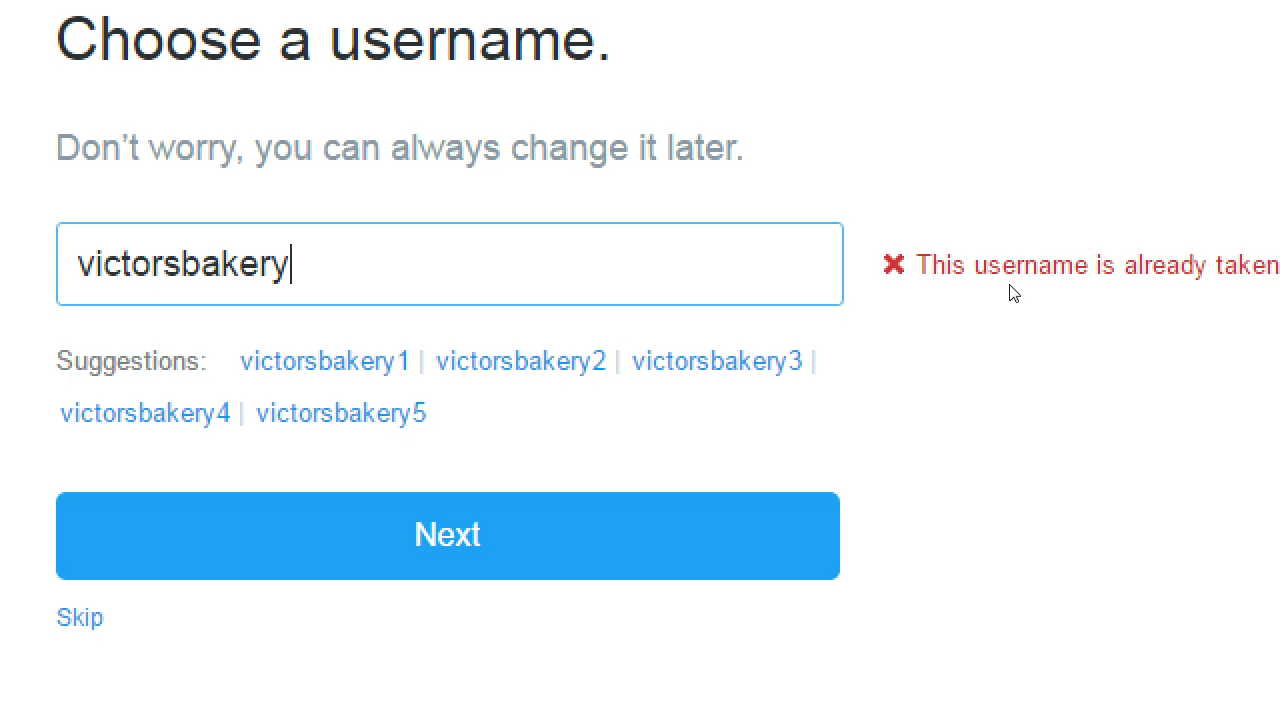 Choose a username.
Don't worry, you can always change it later.
victorsbakery
This username is already taken
Suggestions: victorsbakery1 | victorsbakery2 | victorsbakery3 |
victorsbakery4 | victorsbakery5
Next
Skip